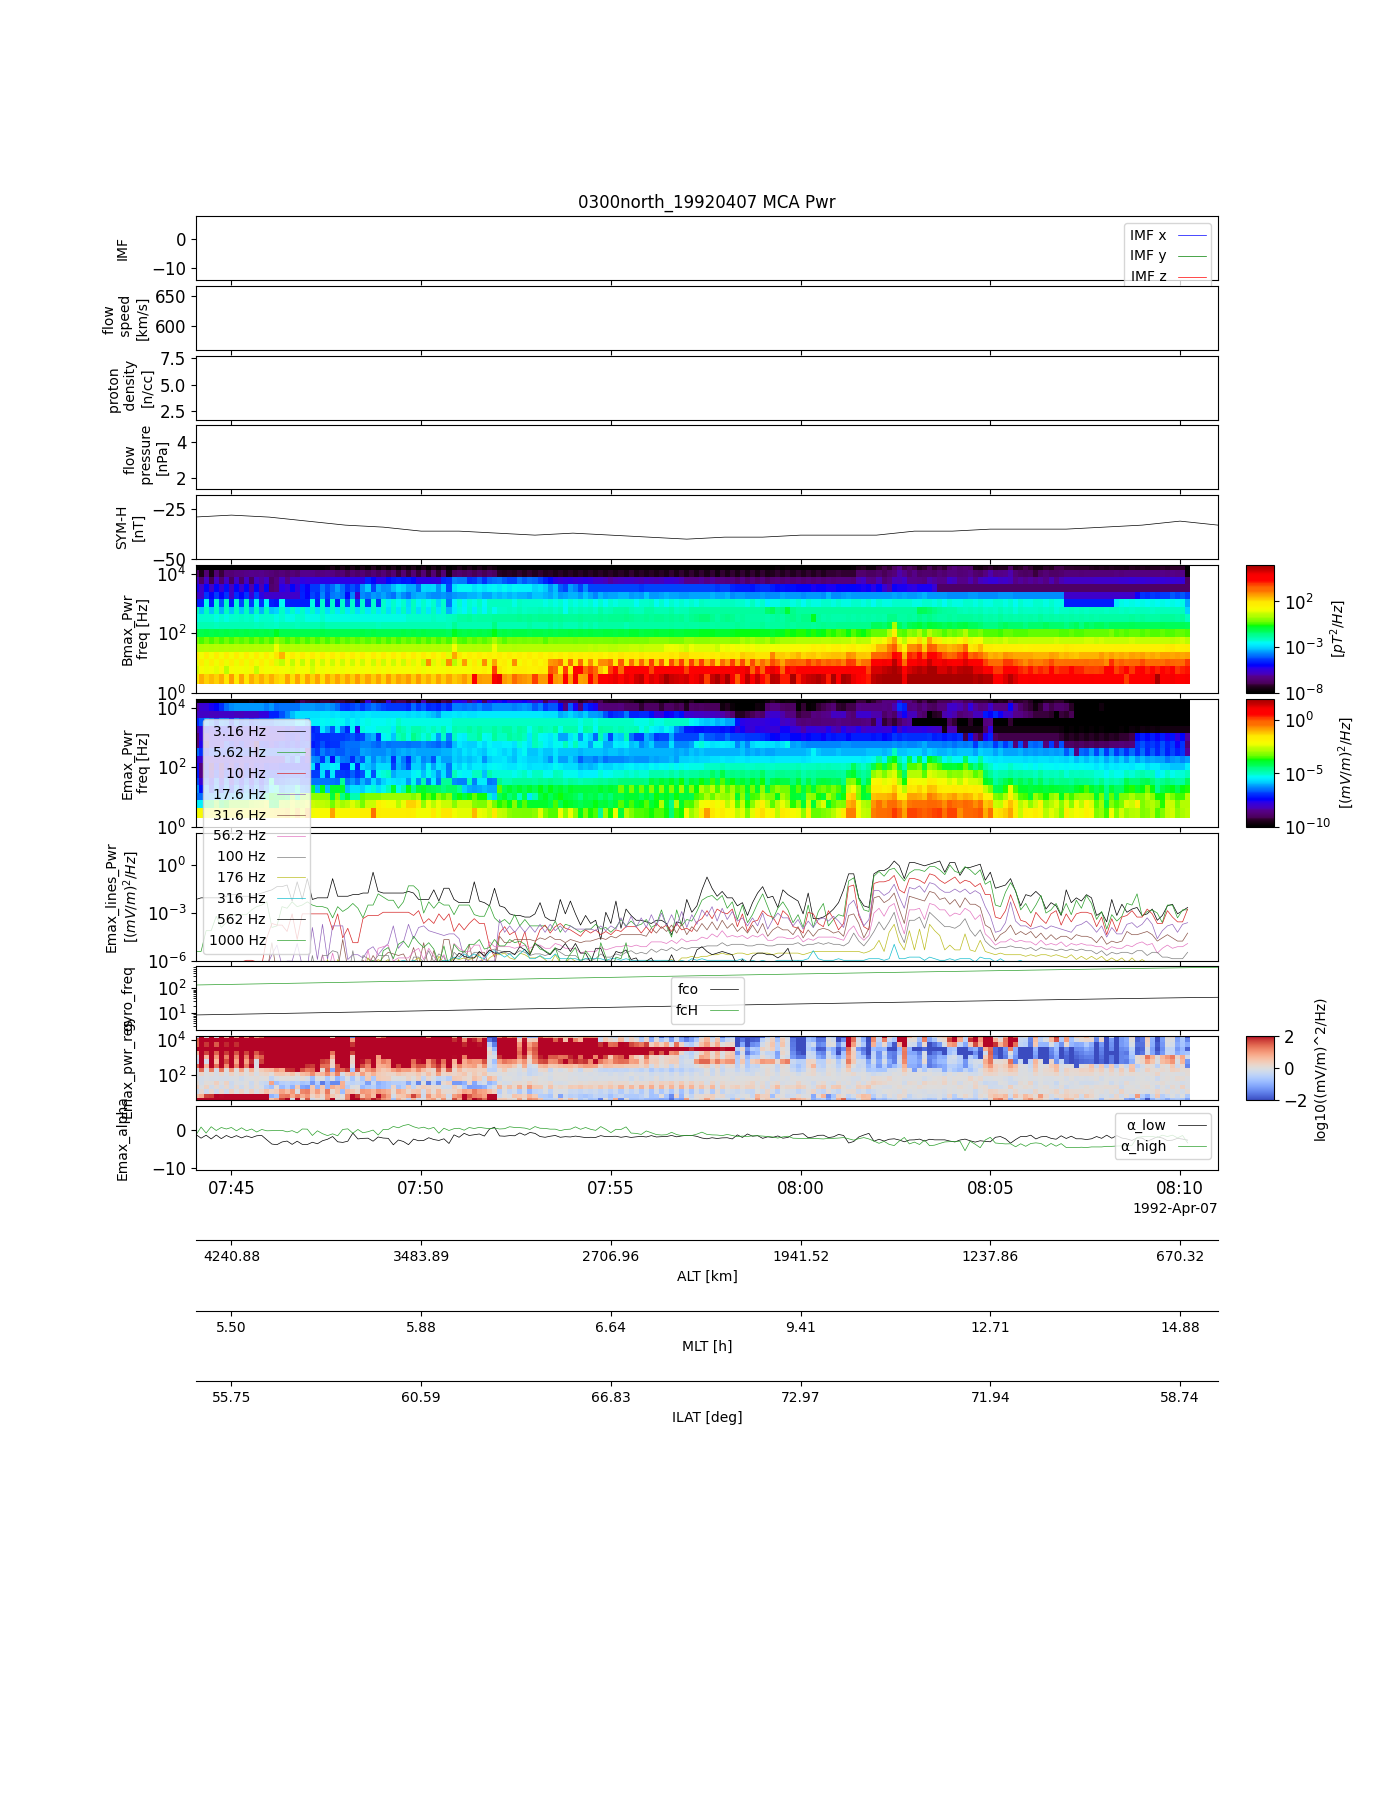 0300north_19920407 MCA Pwr
IMF
0
−10
IMF x
IMF y
IMF z
flow
speed
[km/s]
650
600
proton
density
[n/cc]
7.5
5.0
2.5
flow
pressure
[nPa]
4
2
SYM-H
[nT]
−25
−50
Bmax_Pwr
freq [Hz]
10^4
10^2
10^0
10^2
10^−3
10^−8
[pT^2/Hz]
Emax_Pwr
freq [Hz]
10^4
10^2
10^0
10^0
10^−5
10^−10
[(mV/m)^2/Hz]
3.16 Hz
5.62 Hz
10 Hz
17.6 Hz
31.6 Hz
56.2 Hz
100 Hz
176 Hz
316 Hz
562 Hz
1000 Hz
Emax_lines_Pwr
[(mV/m)^2/Hz]
10^0
10^−3
10^−6
gyro_freq
10^2
10^1
fco
fcH
Emax_pwr_reg
10^4
10^2
2
0
−2
log10((mV/m)^2/Hz)
Emax_alpha
0
−10
α_low
α_high
07:45 07:50 07:55 08:00 08:05 08:10
1992-Apr-07
4240.88 3483.89 2706.96 1941.52 1237.86 670.32
ALT [km]
5.50 5.88 6.64 9.41 12.71 14.88
MLT [h]
55.75 60.59 66.83 72.97 71.94 58.74
ILAT [deg]